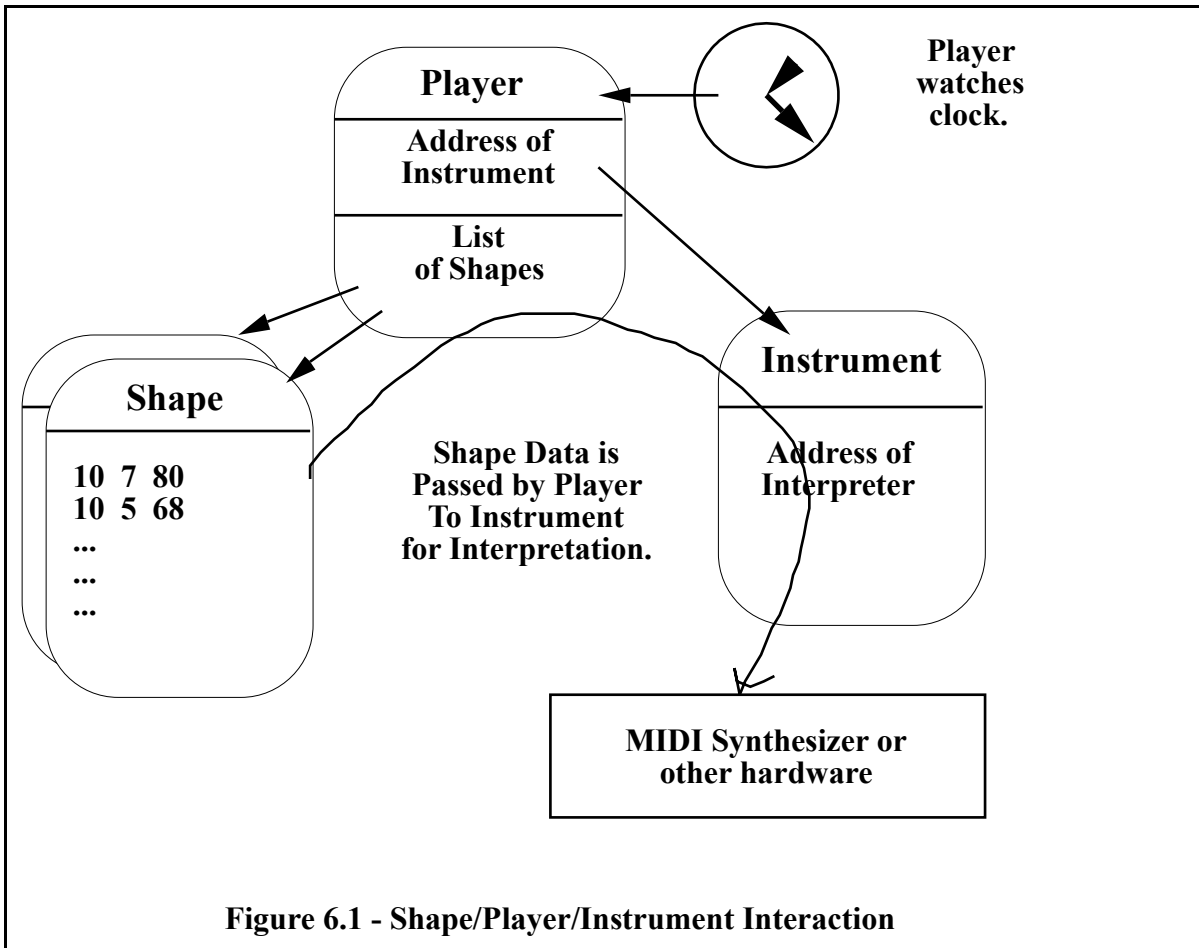 Player
Address of
Instrument
List
of Shapes
Player
watches
clock.
Shape
10 7 80
10 5 68
...
...
...
Shape Data is
Passed by Player
To Instrument
for Interpretation.
Instrument
Address of
Interpreter
MIDI Synthesizer or
other hardware
Figure 6.1 - Shape/Player/Instrument Interaction